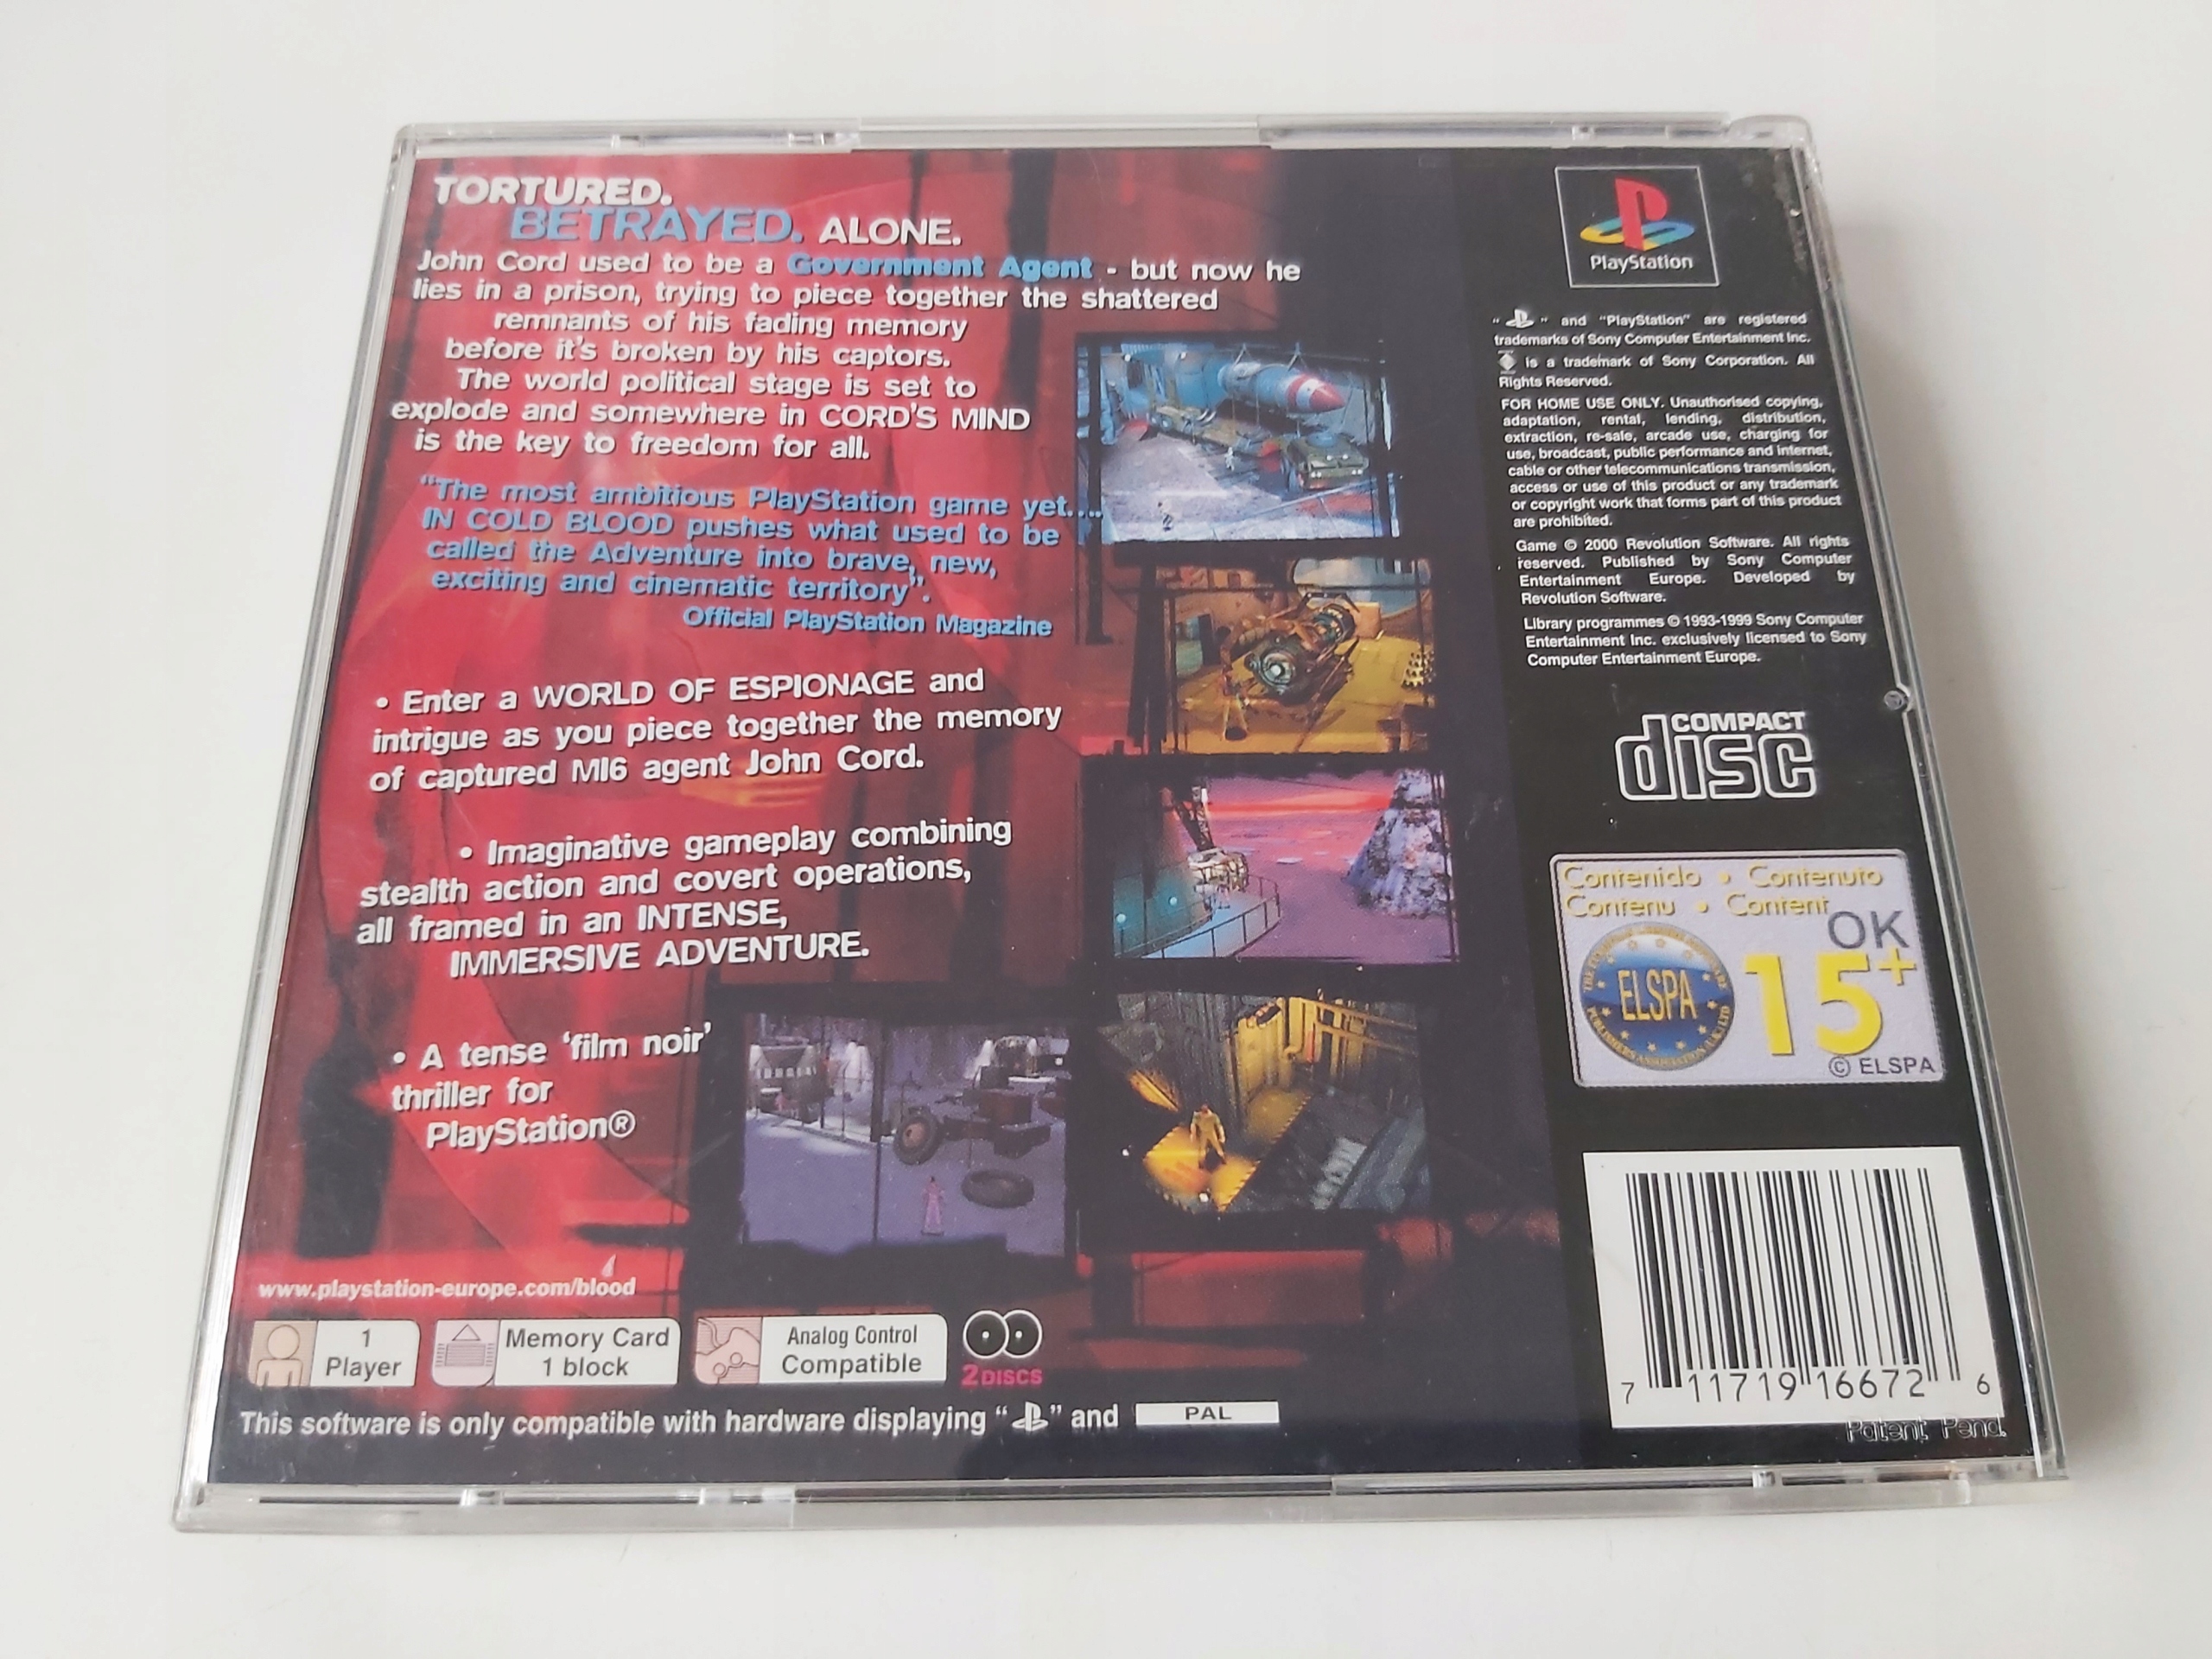 TORTURED.
BETRAYED. ALONE.
John Cord used to be a Government Agent - but now he
lies in a prison, trying to piece together the shattered
remnants of his fading memory
before it's broken by his captors.
The world political stage is set to
explode and somewhere in CORD'S MIND
is the key to freedom for all.
"The most ambitious PlayStation game yet....
IN COLD BLOOD pushes what used to be
called the Adventure into brave, new,
exciting and cinematic territory".
Official PlayStation Magazine
• Enter a WORLD OF ESPIONAGE and
intrigue as you piece together the memory
of captured MI6 agent John Cord.
• Imaginative gameplay combining
stealth action and covert operations,
all framed in an INTENSE,
IMMERSIVE ADVENTURE.
• A tense 'film noir'
thriller for
PlayStation®
www.playstation-europe.com/blood
1
Player
Memory Card
1 block
Analog Control
Compatible
2 DISCS
This software is only compatible with hardware displaying " " and PAL
PlayStation
" " and "PlayStation" are registered
trademarks of Sony Computer Entertainment Inc.
is a trademark of Sony Corporation. All
Rights Reserved.
FOR HOME USE ONLY. Unauthorised copying,
adaptation, rental, lending, distribution,
extraction, re-sale, arcade use, charging for
use, broadcast, public performance and internet,
cable or other telecommunications transmission,
access or use of this product or any trademark
or copyright work that forms part of this product
are prohibited.
Game © 2000 Revolution Software. All rights
reserved. Published by Sony Computer
Entertainment Europe. Developed by
Revolution Software.
Library programmes © 1993-1999 Sony Computer
Entertainment Inc. exclusively licensed to Sony
Computer Entertainment Europe.
COMPACT
disc
Contenido • Contenuto
Contenu • Content
OK
ELSPA
15+
© ELSPA
7 11719 16672 6
Patent Pend.